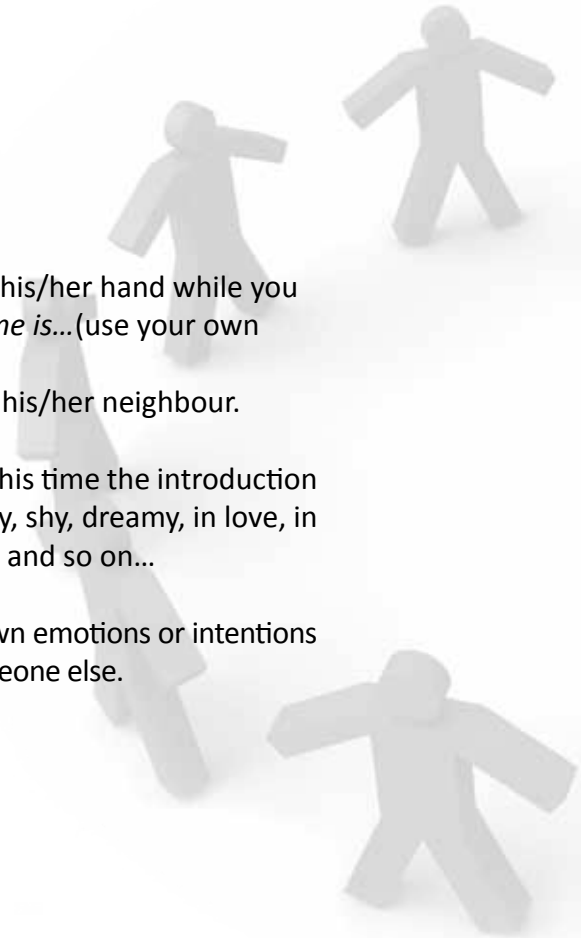 his/her hand while you
me is...(use your own
his/her neighbour.
his time the introduction
y, shy, dreamy, in love, in
and so on...
wn emotions or intentions
eone else.